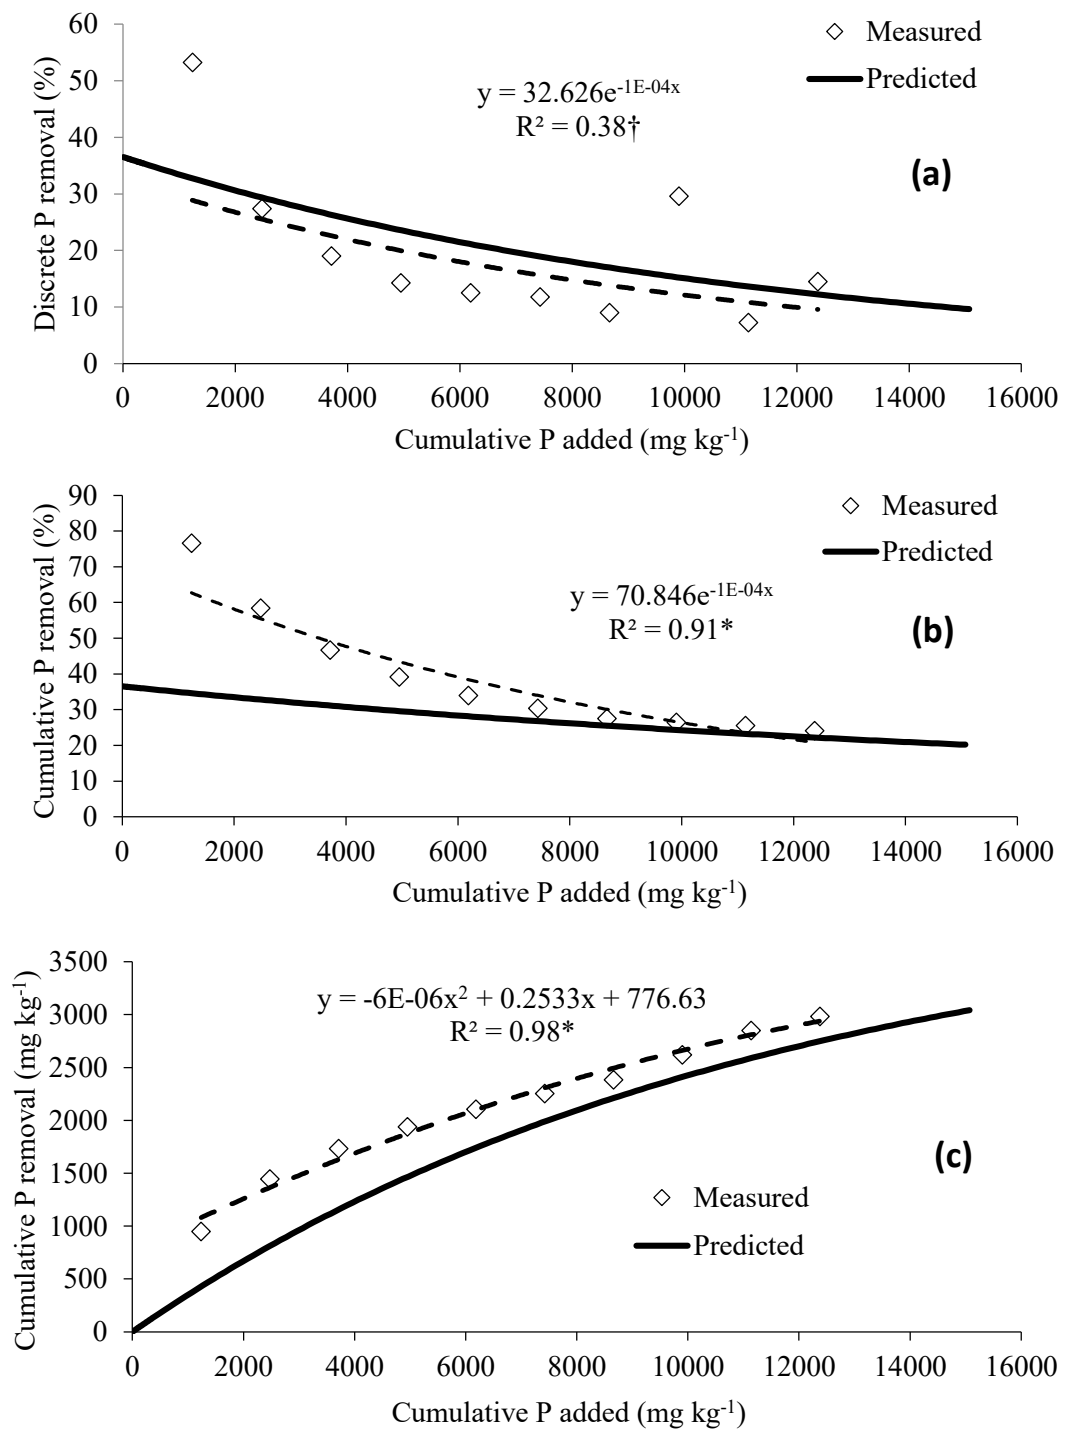 60
50
40
30
20
10
0
Discrete P removal (%)
Measured
Predicted
y = 32.626e⁻¹ᴱ⁻⁰⁴ˣ
R² = 0.38†
(a)
0 2000 4000 6000 8000 10000 12000 14000 16000
Cumulative P added (mg kg⁻¹)
90
80
70
60
50
40
30
20
10
0
Cumulative P removal (%)
Measured
Predicted
y = 70.846e⁻¹ᴱ⁻⁰⁴ˣ
R² = 0.91*
(b)
0 2000 4000 6000 8000 10000 12000 14000 16000
Cumulative P added (mg kg⁻¹)
3500
3000
2500
2000
1500
1000
500
0
Cumulative P removal (mg kg⁻¹)
y = -6E-06x² + 0.2533x + 776.63
R² = 0.98*
(c)
Measured
Predicted
0 2000 4000 6000 8000 10000 12000 14000 16000
Cumulative P added (mg kg⁻¹)